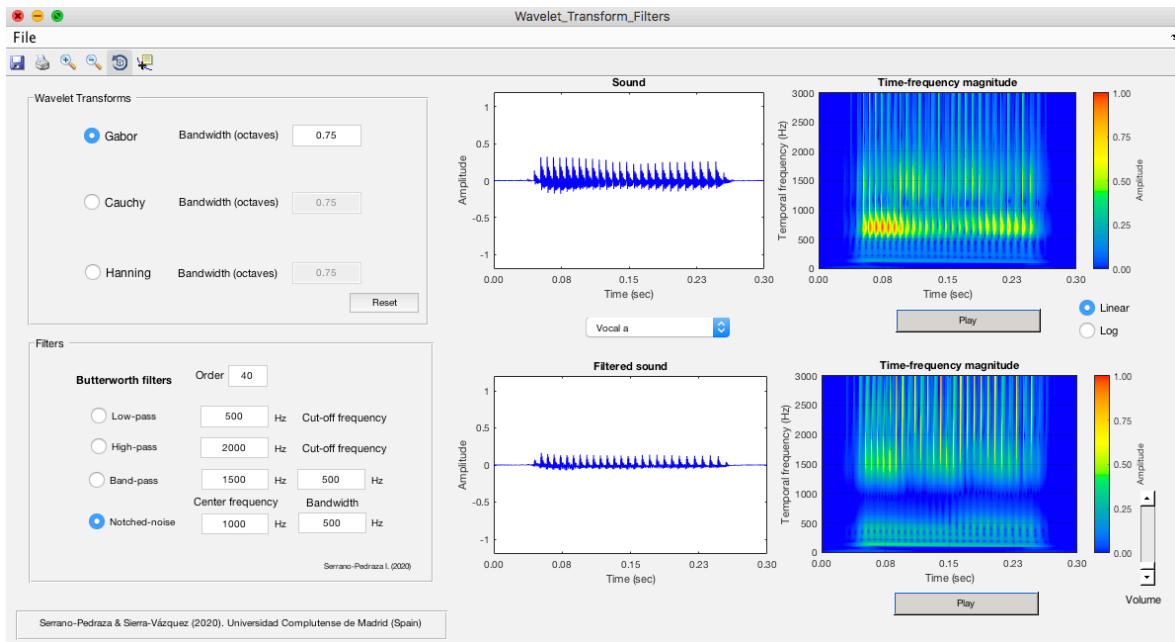 Wavelet_Transform_Filters
File
Wavelet Transforms
Gabor Bandwidth (octaves) 0.75
Cauchy Bandwidth (octaves) 0.75
Hanning Bandwidth (octaves) 0.75
Reset
Sound
Amplitude
1
0.5
0
-0.5
-1
0.00 0.08 0.15 0.23 0.30
Time (sec)
Vocal a
Time-frequency magnitude
Temporal frequency (Hz)
3000
2500
2000
1500
1000
500
0
0.00 0.08 0.15 0.23 0.30
Time (sec)
1.00
0.75
0.50
0.25
0.00
Amplitude
Play
Linear
Log
Filters
Butterworth filters Order 40
Low-pass 500 Hz Cut-off frequency
High-pass 2000 Hz Cut-off frequency
Band-pass 1500 Hz 500 Hz
Center frequency Bandwidth
Notched-noise 1000 Hz 500 Hz
Serrano-Pedraza I. (2020)
Filtered sound
Amplitude
1
0.5
0
-0.5
-1
0.00 0.08 0.15 0.23 0.30
Time (sec)
Time-frequency magnitude
Temporal frequency (Hz)
3000
2500
2000
1500
1000
500
0
0.00 0.08 0.15 0.23 0.30
Time (sec)
1.00
0.75
0.50
0.25
0.00
Amplitude
Play
Volume
Serrano-Pedraza & Sierra-Vázquez (2020). Universidad Complutense de Madrid (Spain)